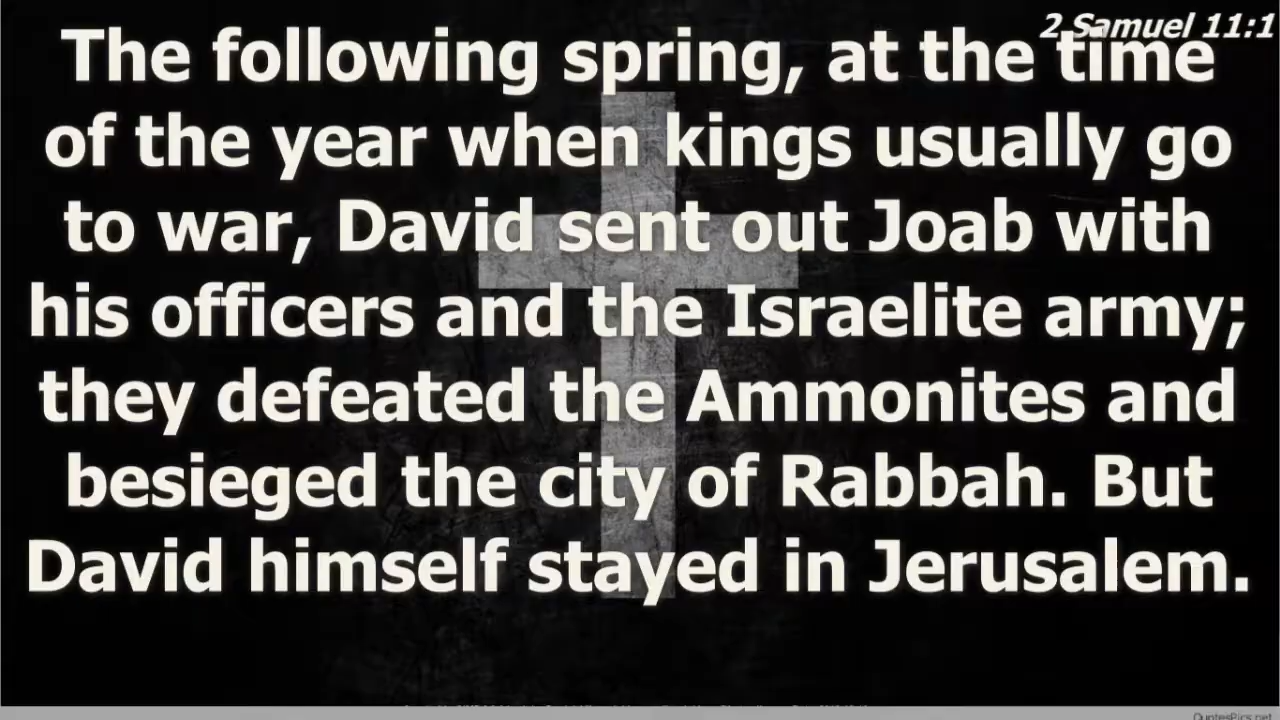 2 Samuel 11:1
The following spring, at the time
of the year when kings usually go
to war, David sent out Joab with
his officers and the Israelite army;
they defeated the Ammonites and
besieged the city of Rabbah. But
David himself stayed in Jerusalem.
QuotesPics.net